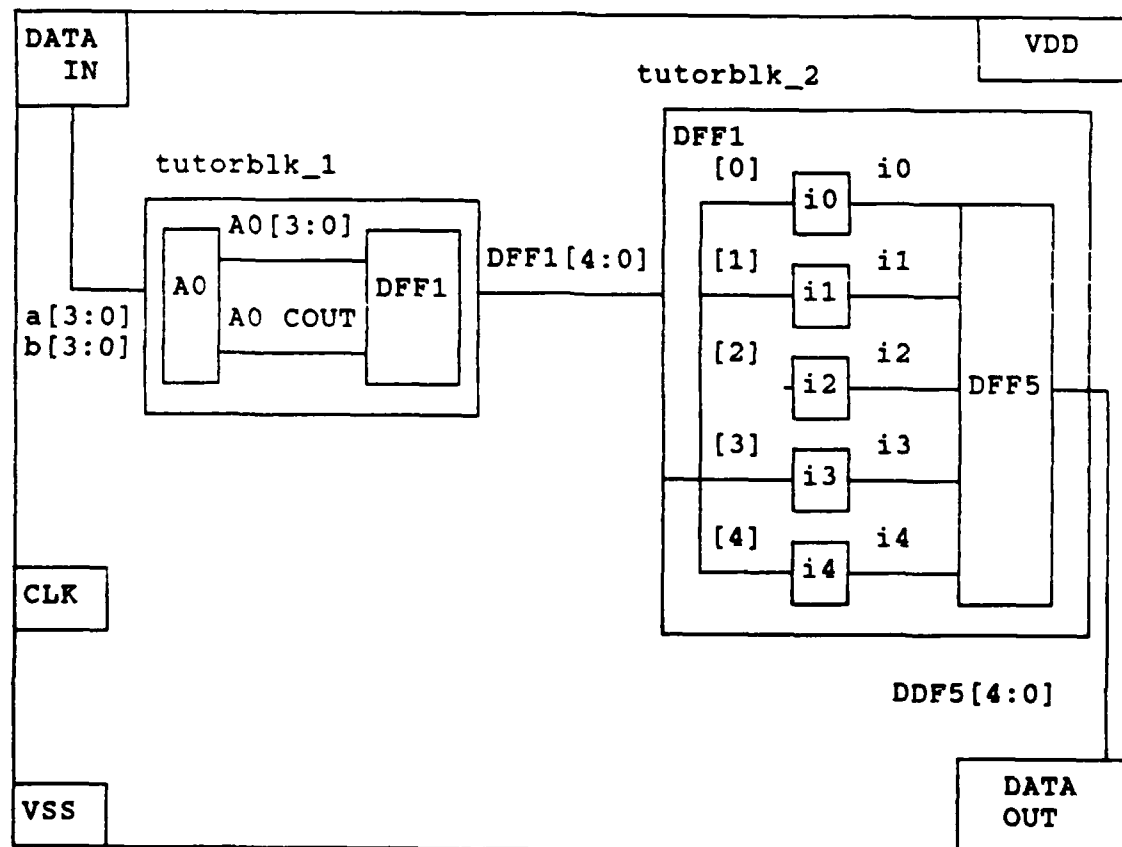 DATA
IN
VDD
tutorblk_2
DFF1
tutorblk_1
[0]
i0
i0
A0[3:0]
DFF1[4:0]
[1]
i1
i1
A0
DFF1
a[3:0]
b[3:0]
A0 COUT
[2]
i2
i2
DFF5
[3]
i3
i3
[4]
i4
i4
CLK
DDF5[4:0]
VSS
DATA
OUT